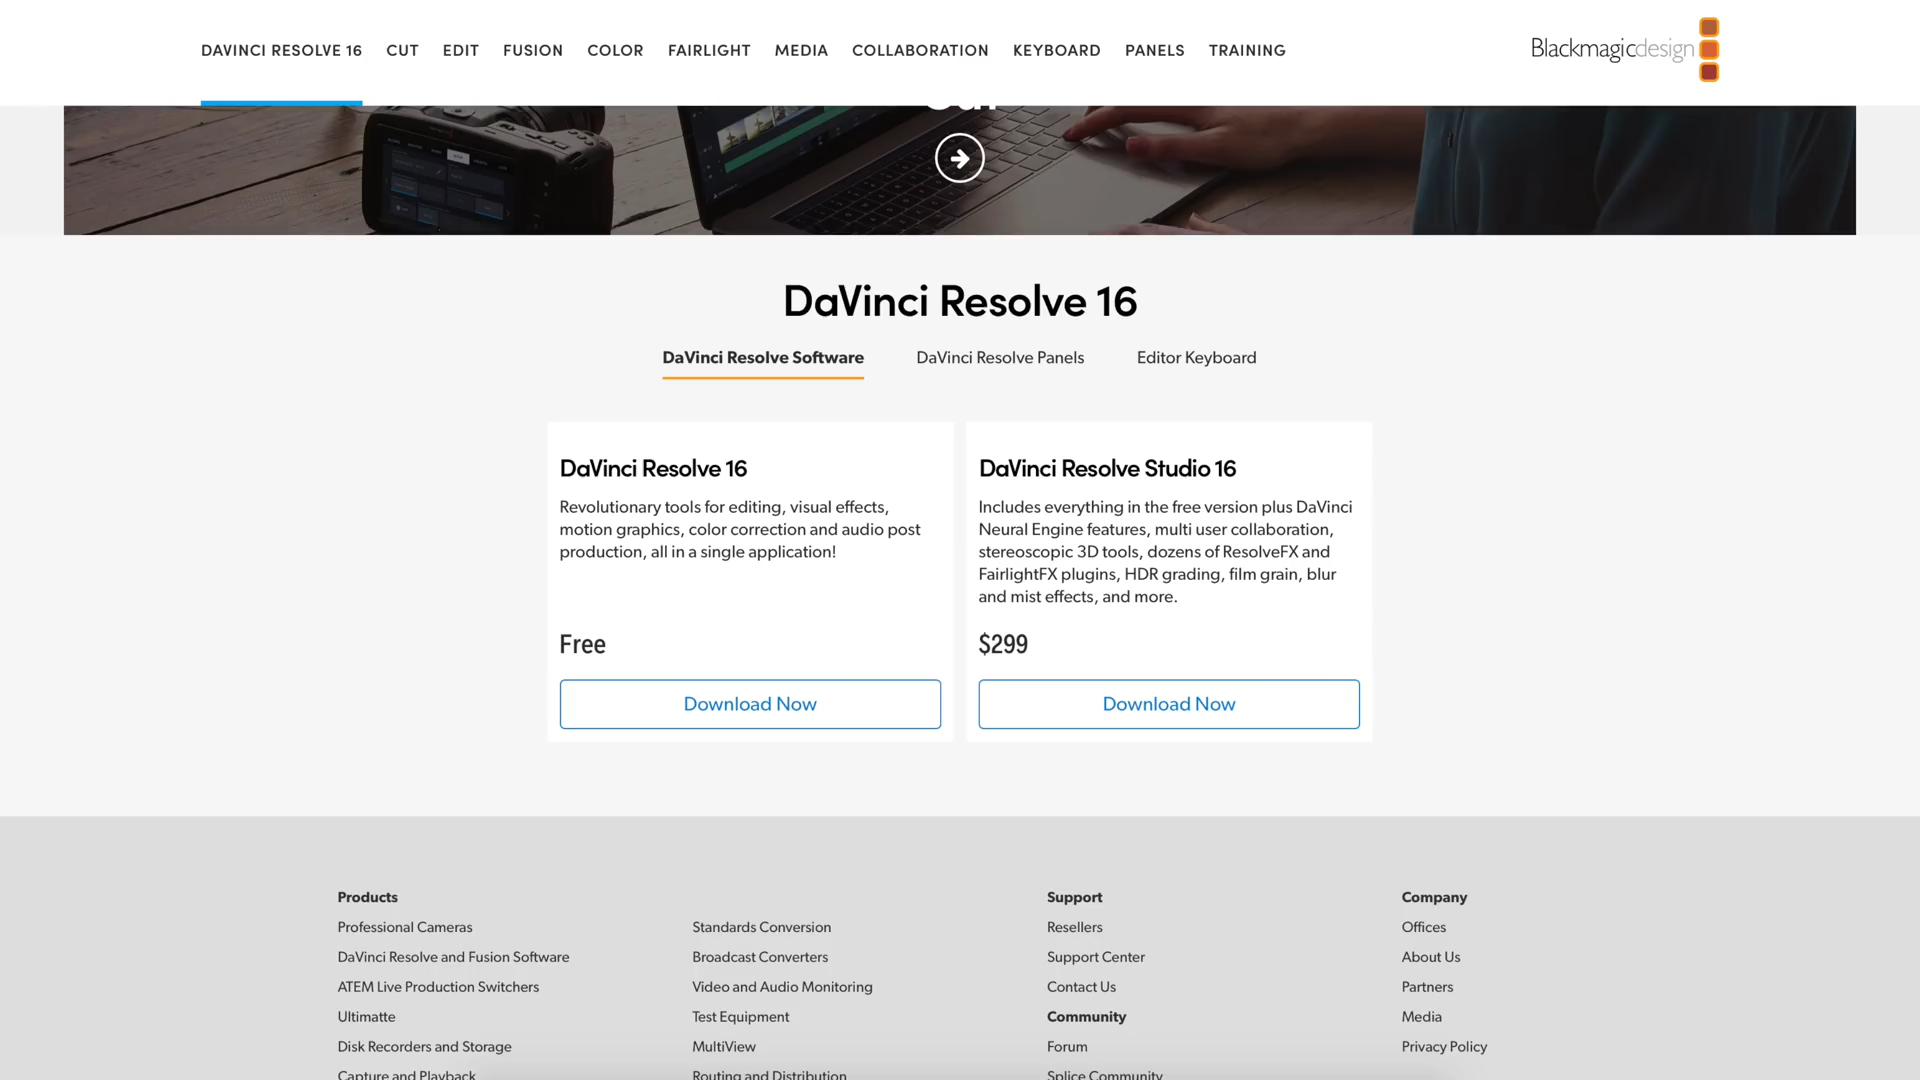 DAVINCI RESOLVE 16 CUT EDIT FUSION COLOR FAIRLIGHT MEDIA COLLABORATION KEYBOARD PANELS TRAINING
Blackmagicdesign
DaVinci Resolve 16
DaVinci Resolve Software DaVinci Resolve Panels Editor Keyboard
DaVinci Resolve 16
Revolutionary tools for editing, visual effects,
motion graphics, color correction and audio post
production, all in a single application!
Free
Download Now
DaVinci Resolve Studio 16
Includes everything in the free version plus DaVinci
Neural Engine features, multi user collaboration,
stereoscopic 3D tools, dozens of ResolveFX and
FairlightFX plugins, HDR grading, film grain, blur
and mist effects, and more.
$299
Download Now
Products
Professional Cameras
DaVinci Resolve and Fusion Software
ATEM Live Production Switchers
Ultimatte
Disk Recorders and Storage
Capture and Playback
Standards Conversion
Broadcast Converters
Video and Audio Monitoring
Test Equipment
MultiView
Routing and Distribution
Support
Resellers
Support Center
Contact Us
Community
Forum
Splice Community
Company
Offices
About Us
Partners
Media
Privacy Policy